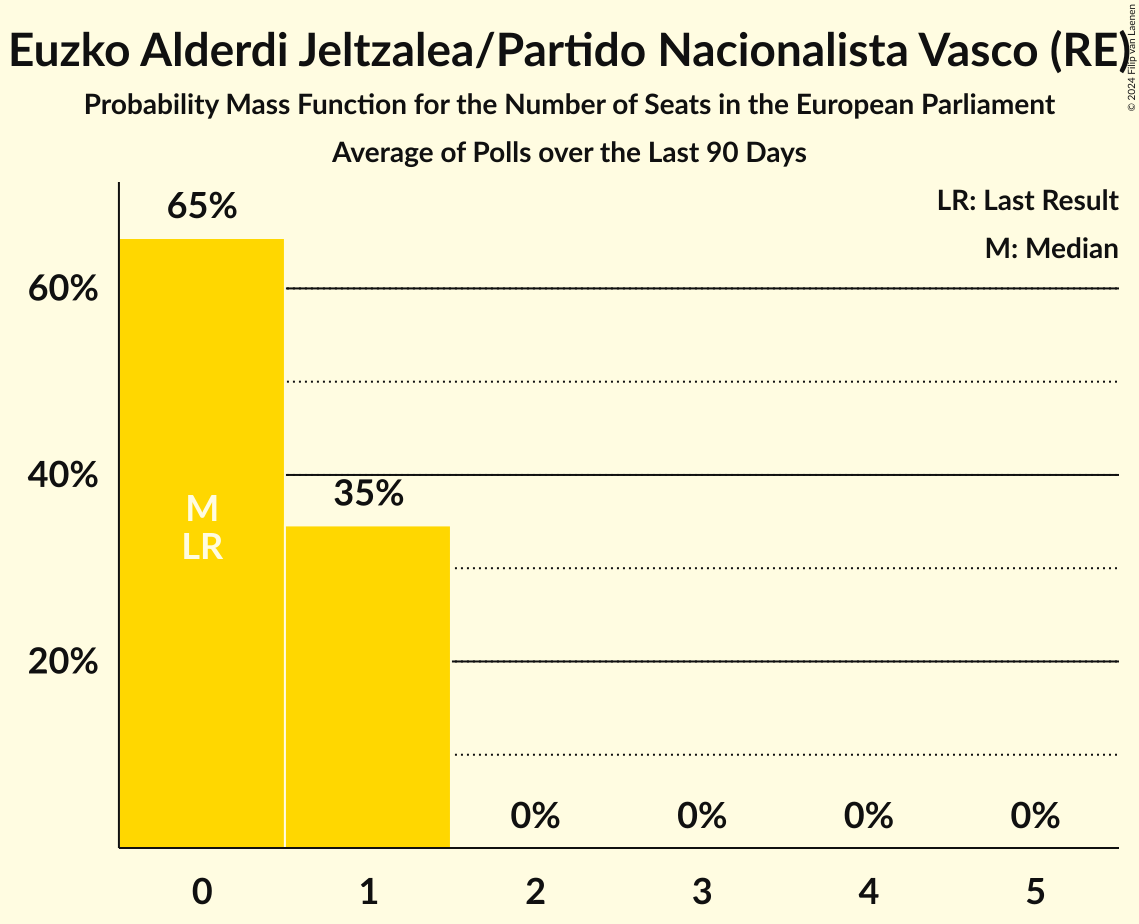 Euzko Alderdi Jeltzalea/Partido Nacionalista Vasco (RE)
© 2024 Filip van Laenen
Probability Mass Function for the Number of Seats in the European Parliament
Average of Polls over the Last 90 Days
LR: Last Result
M: Median
65%
60%
40%
35%
M
LR
20%
0% 0% 0% 0%
0 1 2 3 4 5